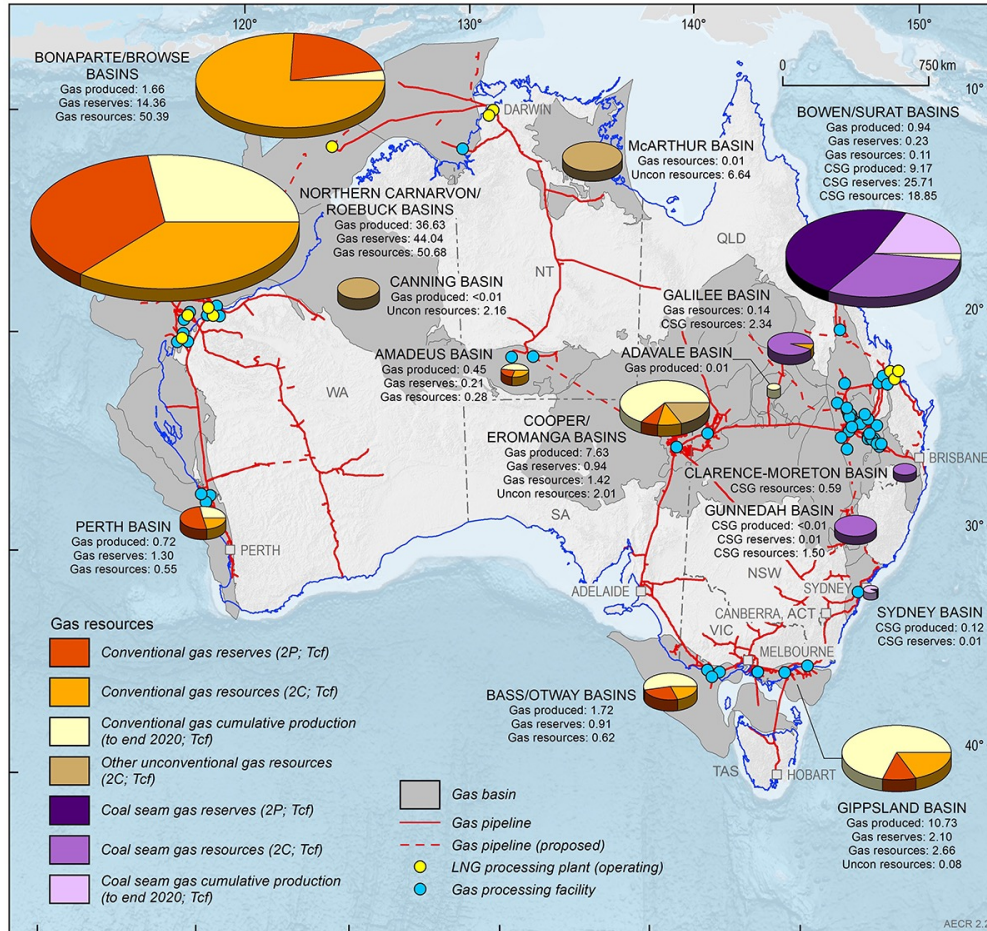 120°
130°
140°
150°
BONAPARTE/BROWSE
BASINS
Gas produced: 1.66
Gas reserves: 14.36
Gas resources: 50.39
0
750 km
10°
DARWIN
BOWEN/SURAT BASINS
Gas produced: 0.94
Gas reserves: 0.23
Gas resources: 0.11
CSG produced: 9.17
CSG reserves: 25.71
CSG resources: 18.85
McARTHUR BASIN
Gas resources: 0.01
Uncon resources: 6.64
NORTHERN CARNARVON/
ROEBUCK BASINS
Gas produced: 36.63
Gas reserves: 44.04
Gas resources: 50.68
QLD
NT
CANNING BASIN
Gas produced: <0.01
Uncon resources: 2.16
GALILEE BASIN
Gas resources: 0.14
CSG resources: 2.34
20°
AMADEUS BASIN
Gas produced: 0.45
Gas reserves: 0.21
Gas resources: 0.28
ADAVALE BASIN
Gas produced: 0.01
WA
COOPER/
EROMANGA BASINS
Gas produced: 7.63
Gas reserves: 0.94
Gas resources: 1.42
Uncon resources: 2.01
BRISBANE
CLARENCE-MORETON BASIN
CSG resources: 0.59
GUNNEDAH BASIN
CSG produced: <0.01
CSG reserves: 0.01
CSG resources: 1.50
SA
30°
PERTH BASIN
Gas produced: 0.72
Gas reserves: 1.30
Gas resources: 0.55
PERTH
NSW
ADELAIDE
SYDNEY
CANBERRA, ACT
SYDNEY BASIN
CSG produced: 0.12
CSG reserves: 0.01
VIC
MELBOURNE
BASS/OTWAY BASINS
Gas produced: 1.72
Gas reserves: 0.91
Gas resources: 0.62
40°
TAS
HOBART
GIPPSLAND BASIN
Gas produced: 10.73
Gas reserves: 2.10
Gas resources: 2.66
Uncon resources: 0.08
Gas resources
Conventional gas reserves (2P; Tcf)
Conventional gas resources (2C; Tcf)
Conventional gas cumulative production
(to end 2020; Tcf)
Other unconventional gas resources
(2C; Tcf)
Coal seam gas reserves (2P; Tcf)
Coal seam gas resources (2C; Tcf)
Coal seam gas cumulative production
(to end 2020; Tcf)
Gas basin
Gas pipeline
Gas pipeline (proposed)
LNG processing plant (operating)
Gas processing facility